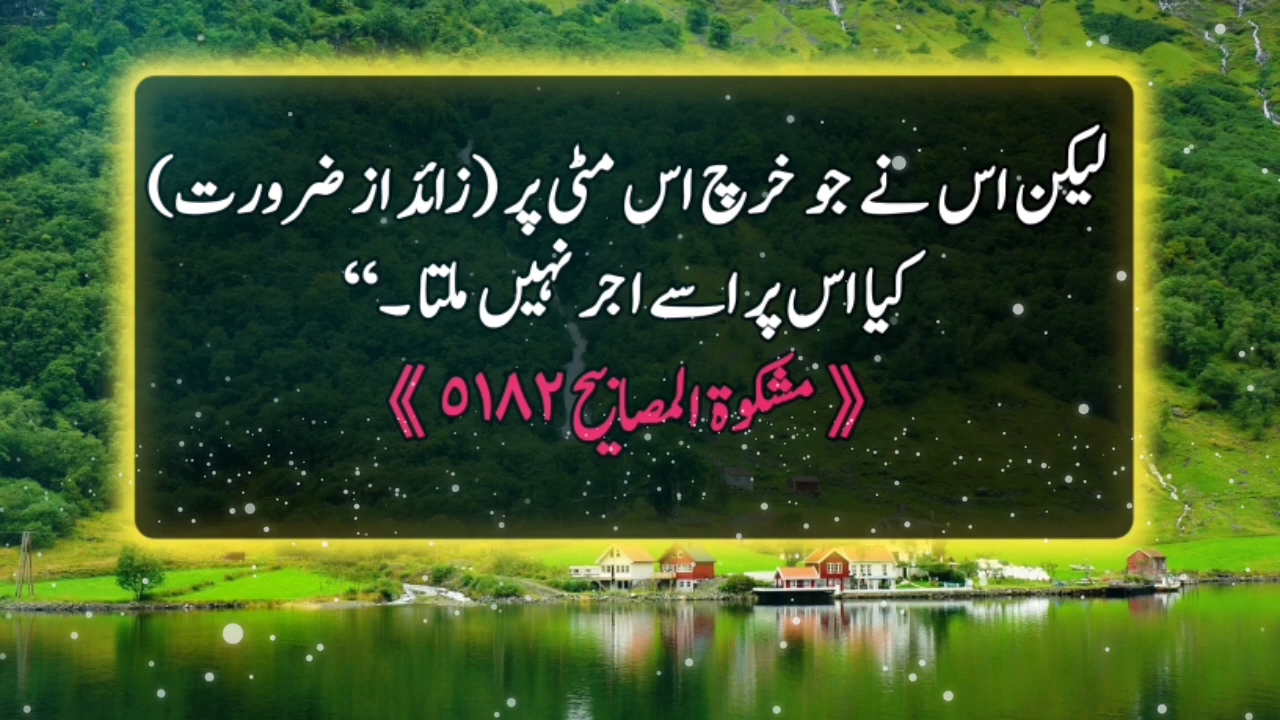 لیکن اس نے جو خرچ اس مٹی پر (زائد از ضرورت)
کیا اس پر اسے اجر نہیں ملتا۔“
《 مشکوۃ المصابیح ۵۱۸۲ 》